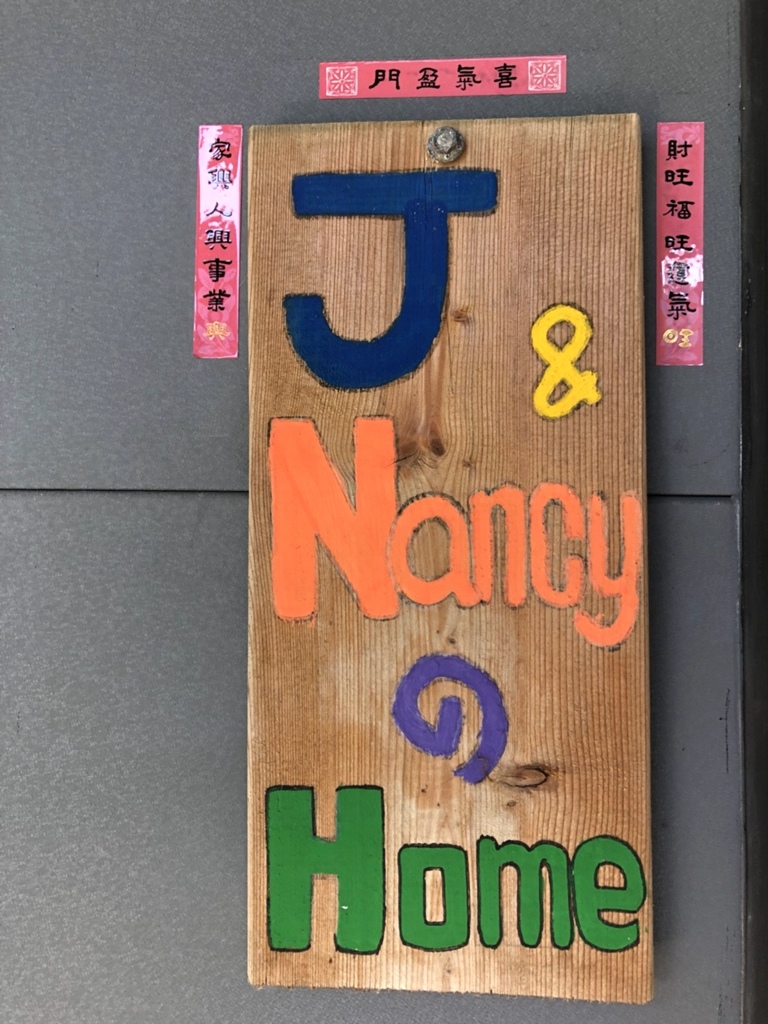 喜氣盈門
財旺福旺運氣旺
家興人興事業興
J
&
Nancy
の
Home